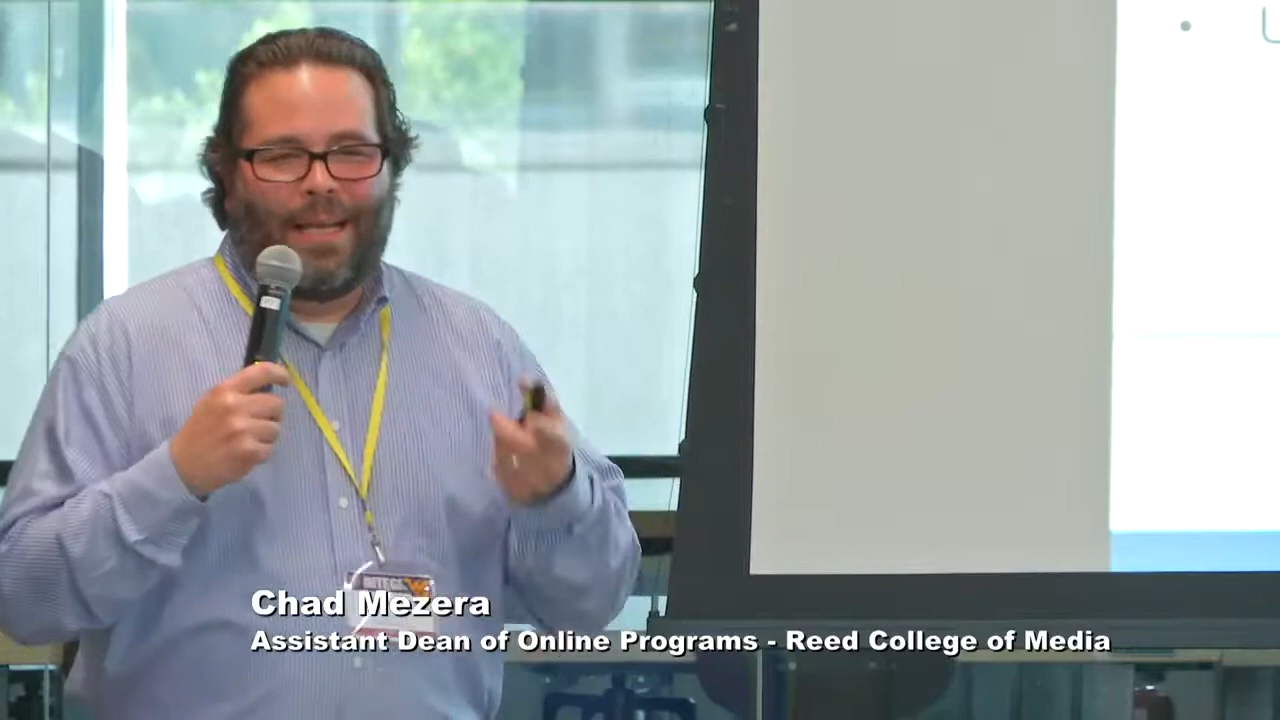 Chad Mezera
Assistant Dean of Online Programs - Reed College of Media